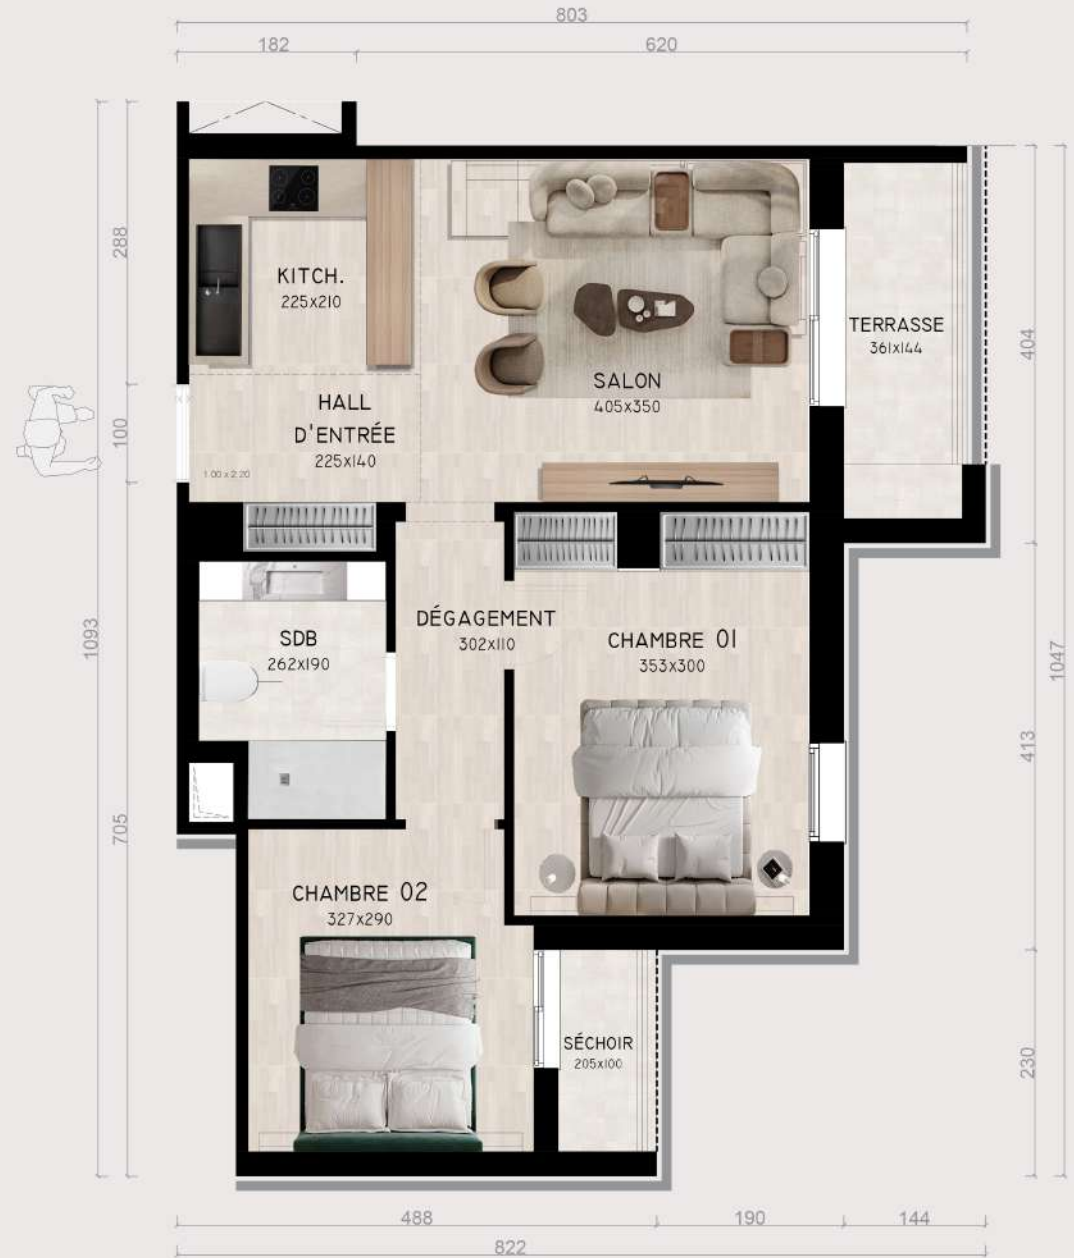 803
182
620
288
KITCH.
225x210
TERRASSE
361x144
404
SALON
405x350
HALL
D'ENTRÉE
225x140
100
1.00 x 2.20
DÉGAGEMENT
302x110
SDB
262x190
CHAMBRE 01
353x300
1093
1047
413
705
CHAMBRE 02
327x290
SÉCHOIR
205x100
230
488
190
144
822